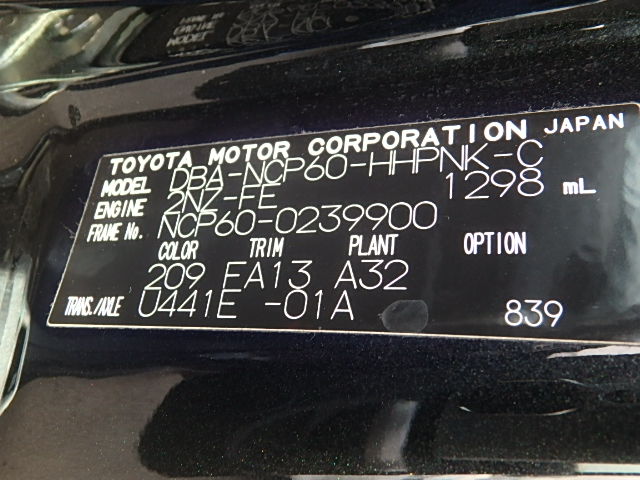 TOYOTA MOTOR CORPORATION JAPAN
MODEL DBA-NCP60-HHPNK-C
ENGINE 2NZ-FE 1298 mL
FRAME No. NCP60-0239900
COLOR TRIM PLANT OPTION
209 EA13 A32
TRANS./AXLE U441E -01A 839